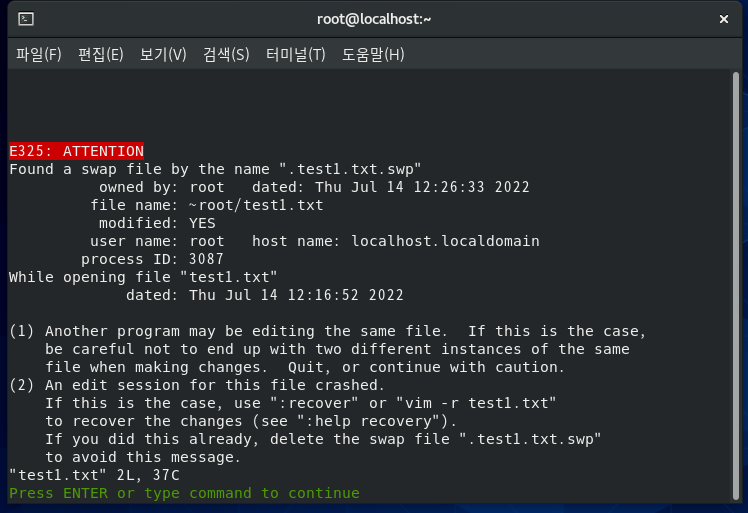 root@localhost:~
파일(F) 편집(E) 보기(V) 검색(S) 터미널(T) 도움말(H)
E325: ATTENTION
Found a swap file by the name ".test1.txt.swp"
          owned by: root   dated: Thu Jul 14 12:26:33 2022
         file name: ~root/test1.txt
          modified: YES
         user name: root   host name: localhost.localdomain
        process ID: 3087
While opening file "test1.txt"
             dated: Thu Jul 14 12:16:52 2022
(1) Another program may be editing the same file.  If this is the case,
    be careful not to end up with two different instances of the same
    file when making changes.  Quit, or continue with caution.
(2) An edit session for this file crashed.
    If this is the case, use ":recover" or "vim -r test1.txt"
    to recover the changes (see ":help recovery").
    If you did this already, delete the swap file ".test1.txt.swp"
    to avoid this message.
"test1.txt" 2L, 37C
Press ENTER or type command to continue